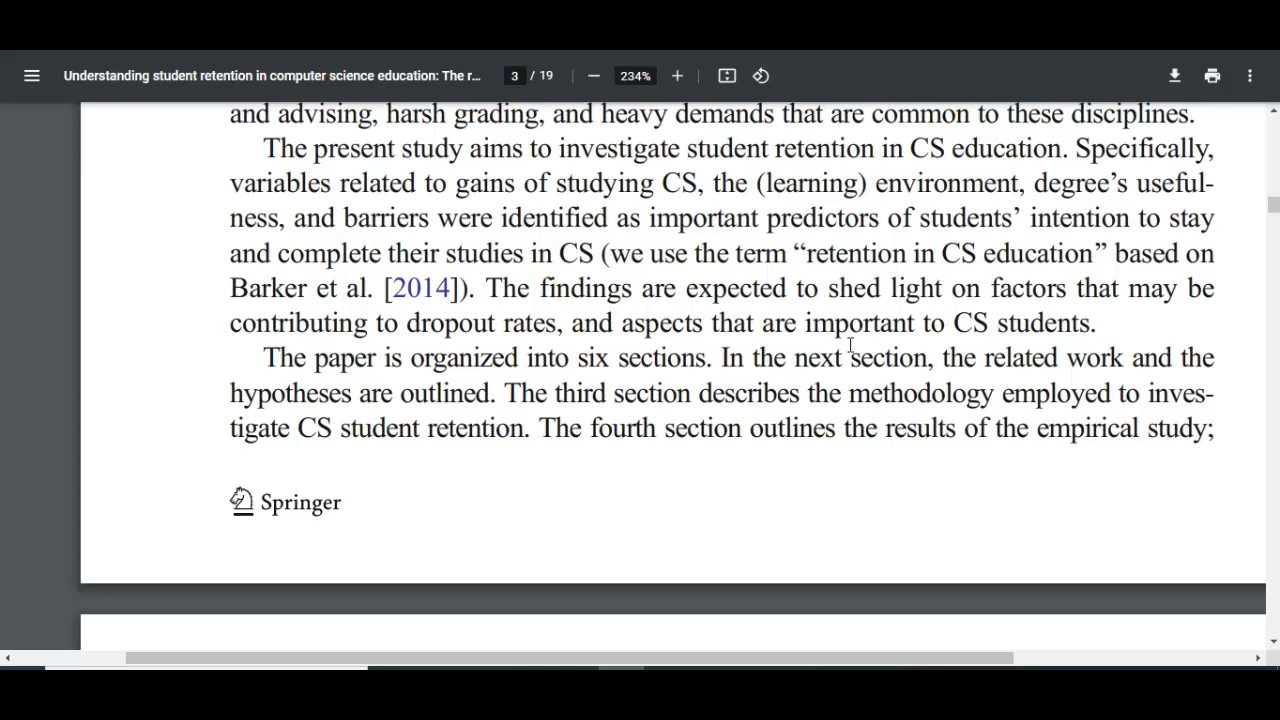 Understanding student retention in computer science education: The r... 3 / 19 234%
and advising, harsh grading, and heavy demands that are common to these disciplines.
The present study aims to investigate student retention in CS education. Specifically,
variables related to gains of studying CS, the (learning) environment, degree’s useful-
ness, and barriers were identified as important predictors of students’ intention to stay
and complete their studies in CS (we use the term “retention in CS education” based on
Barker et al. [2014]). The findings are expected to shed light on factors that may be
contributing to dropout rates, and aspects that are important to CS students.
The paper is organized into six sections. In the next section, the related work and the
hypotheses are outlined. The third section describes the methodology employed to inves-
tigate CS student retention. The fourth section outlines the results of the empirical study;
Springer